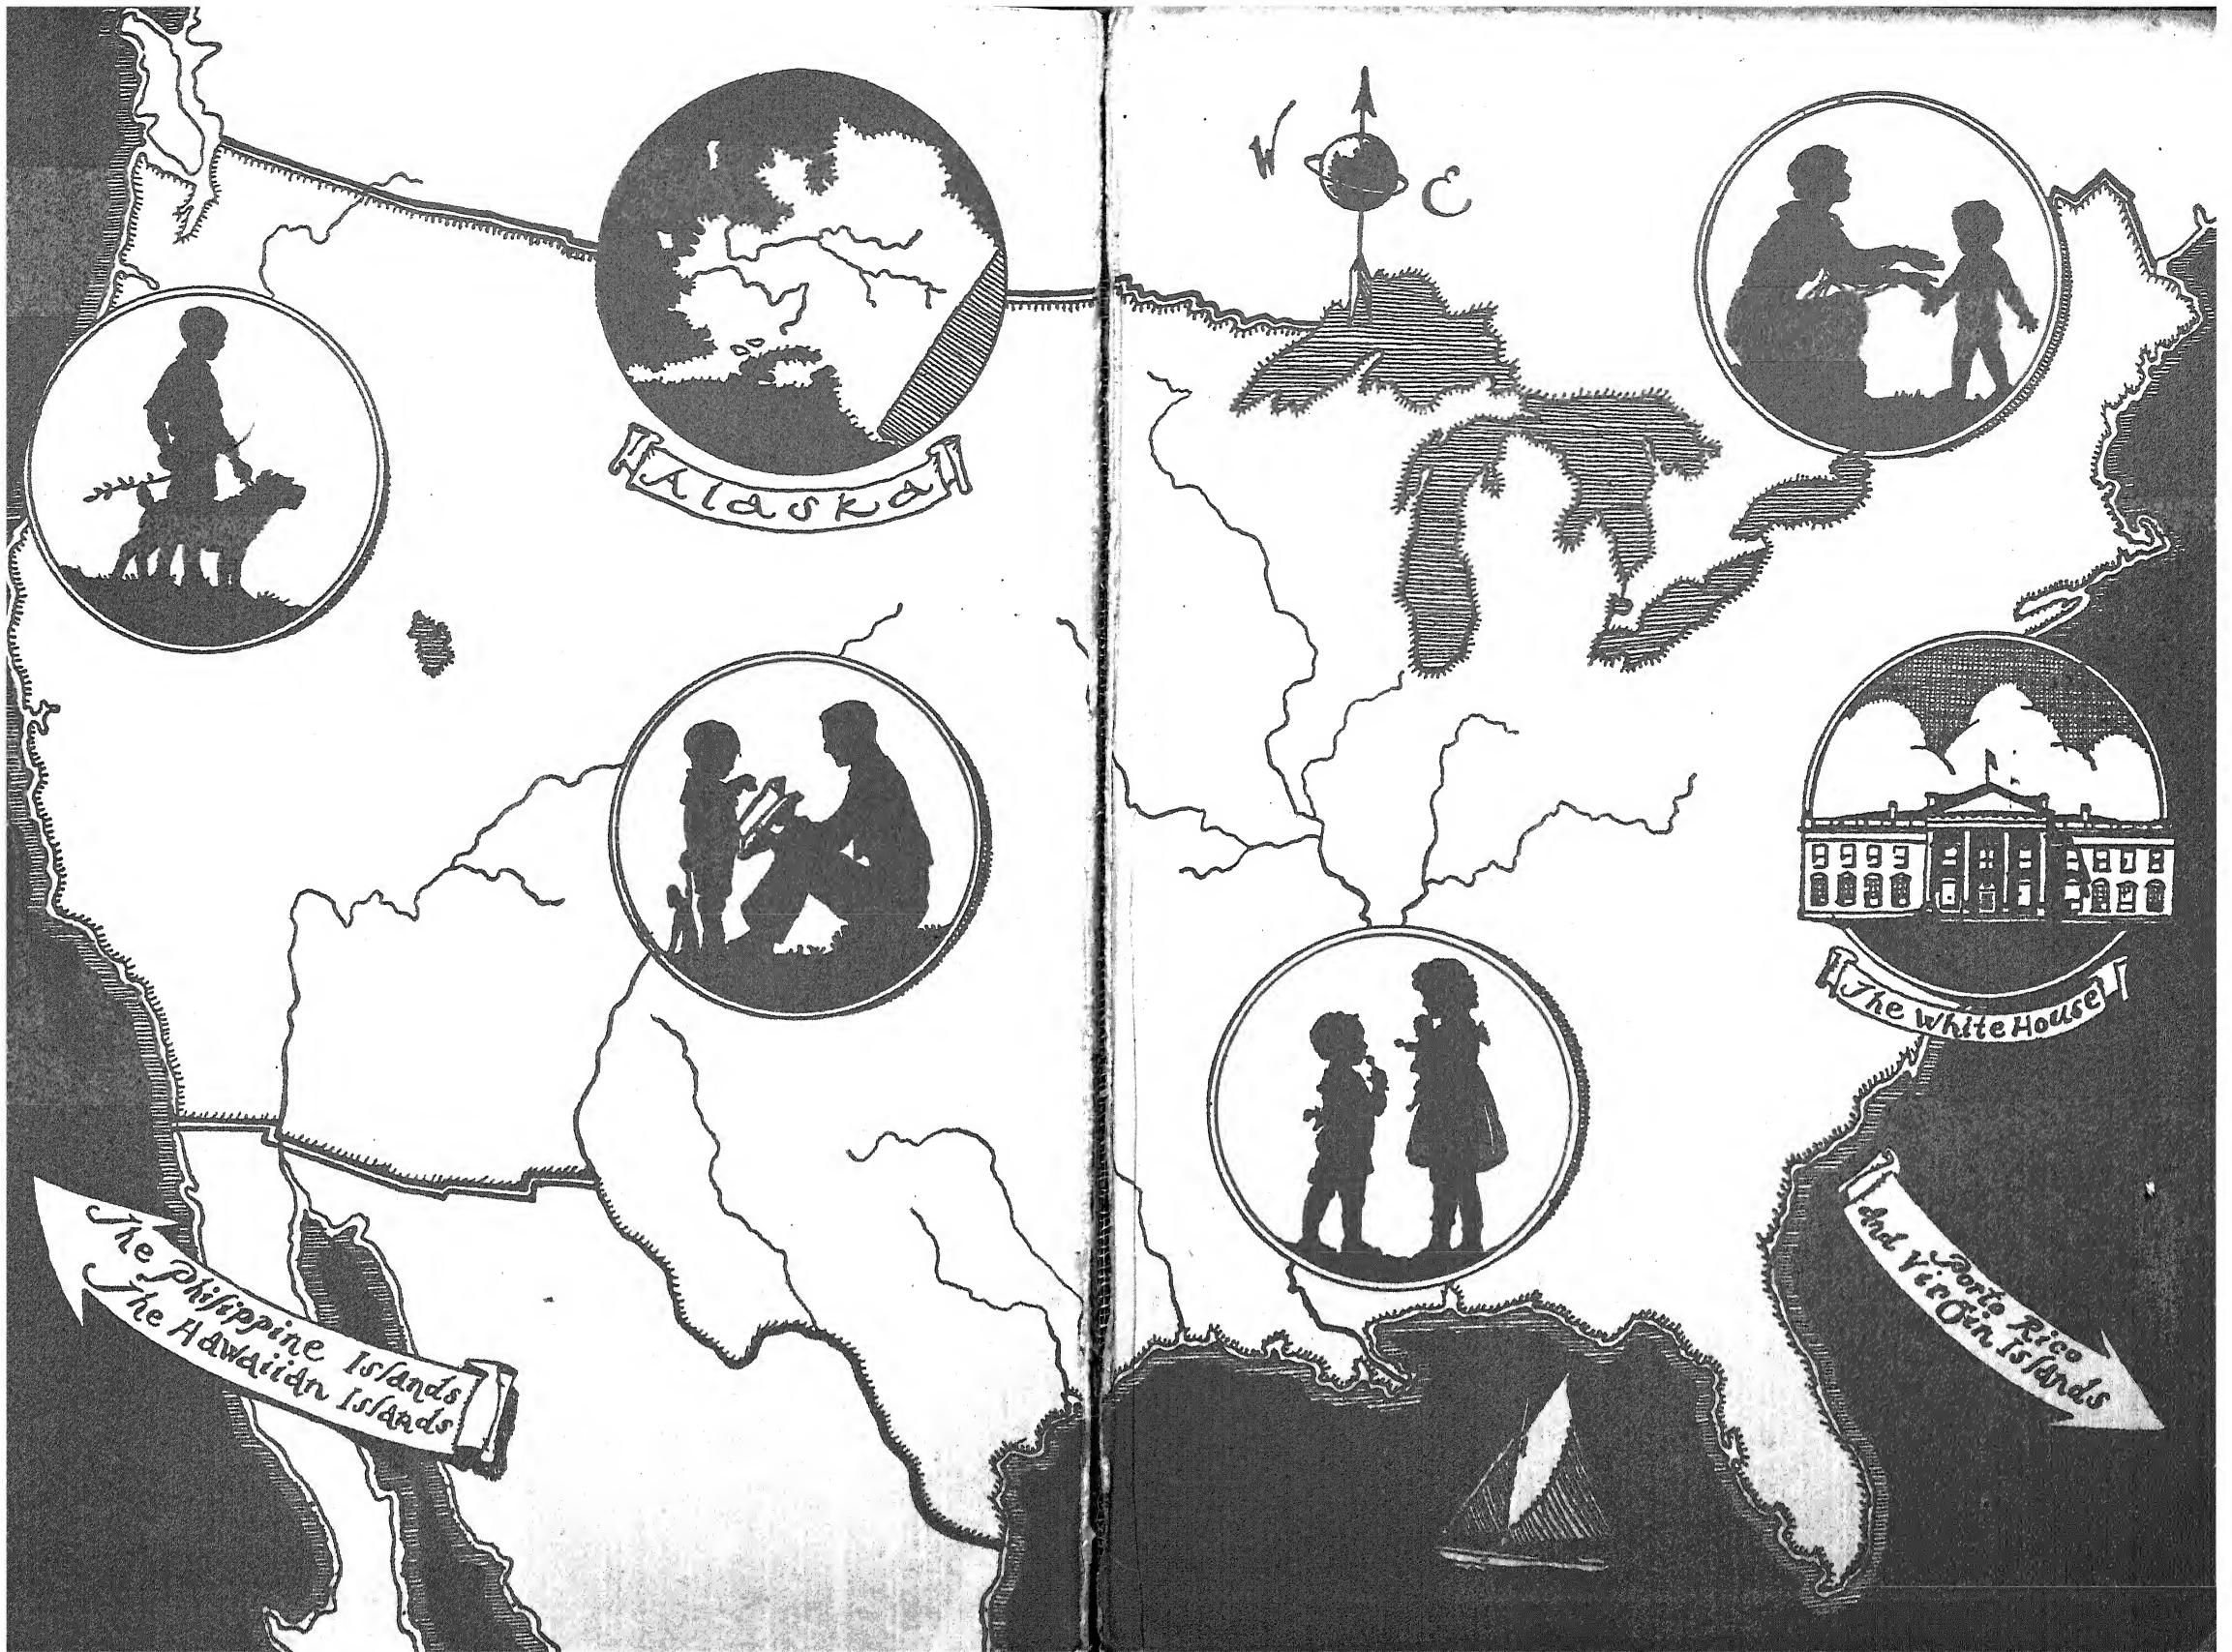 W
E
Alaska
The White House
The Philippine Islands
The Hawaiian Islands
Porto Rico
And Virgin Islands